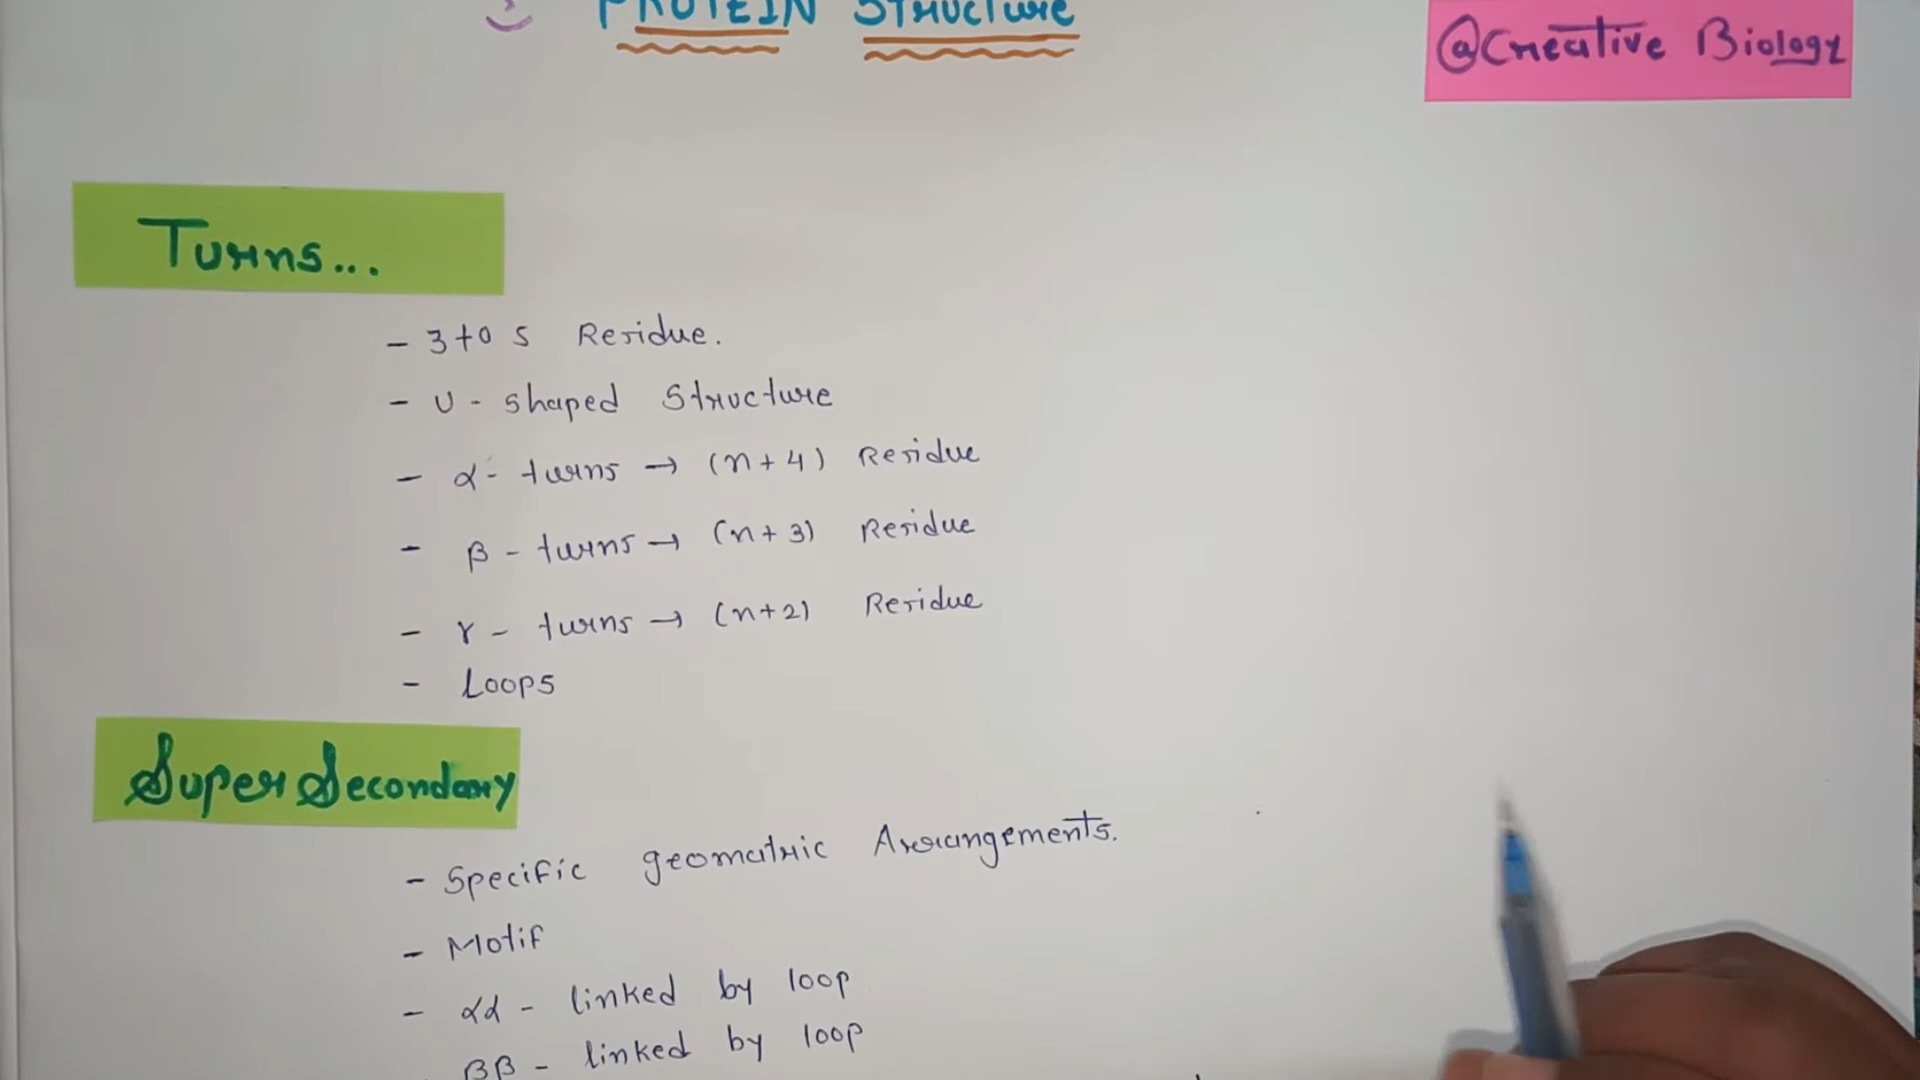 PROTEIN Structure
@Creative Biology
Turns...
- 3 to 5 Residue.
- U - shaped Structure
- α - turns → (n+4) Residue
- β - turns → (n+3) Residue
- γ - turns → (n+2) Residue
- Loops
Super Secondary
- Specific geomatric Arrangements.
- Motif
- αα - linked by loop
ββ - linked by loop